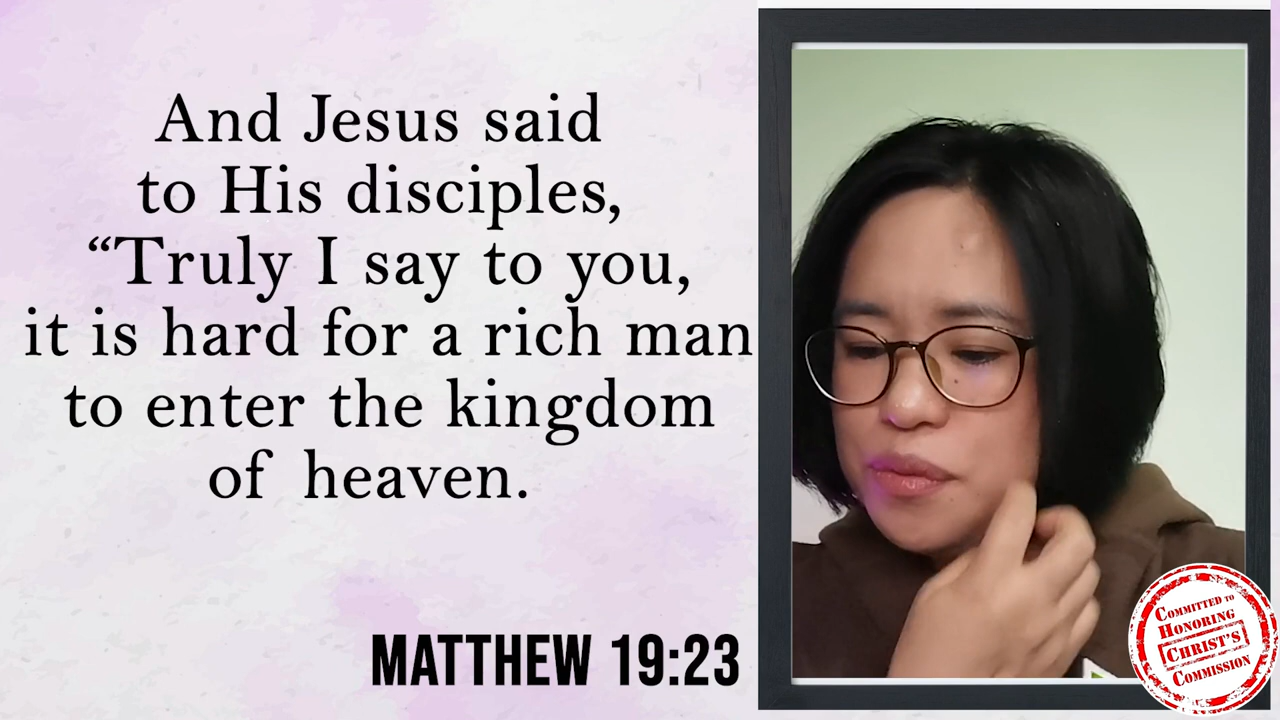 And Jesus said
to His disciples,
“Truly I say to you,
it is hard for a rich man
to enter the kingdom
of heaven.
MATTHEW 19:23
COMMITTED TO
HONORING
CHRIST'S
COMMISSION